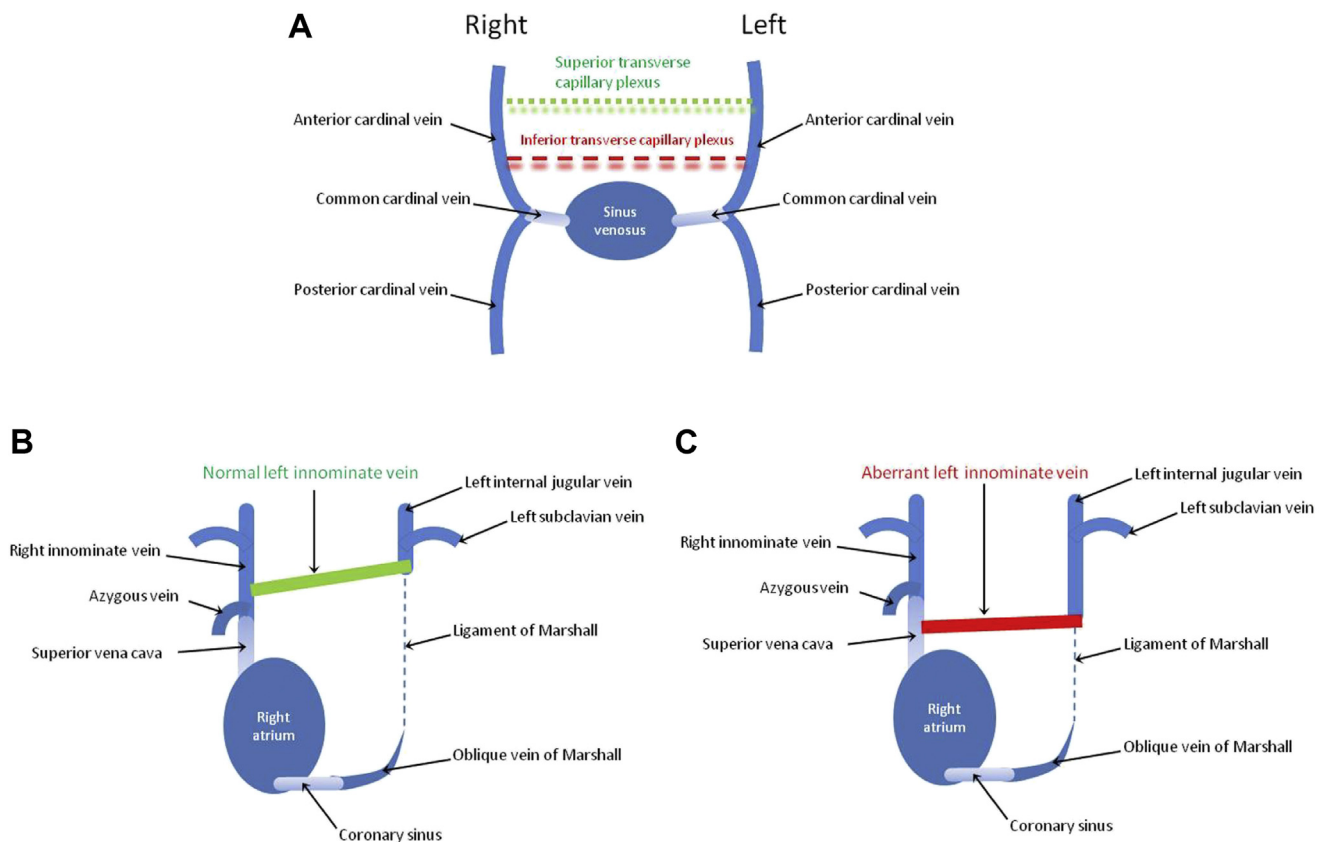 A
Right
Left
Superior transverse
capillary plexus
Anterior cardinal vein
Anterior cardinal vein
Inferior transverse capillary plexus
Common cardinal vein
Common cardinal vein
Sinus
venosus
Posterior cardinal vein
Posterior cardinal vein
B
Normal left innominate vein
Left internal jugular vein
Left subclavian vein
Right innominate vein
Azygous vein
Ligament of Marshall
Superior vena cava
Right
atrium
Oblique vein of Marshall
Coronary sinus
C
Aberrant left innominate vein
Left internal jugular vein
Left subclavian vein
Right innominate vein
Azygous vein
Superior vena cava
Ligament of Marshall
Right
atrium
Oblique vein of Marshall
Coronary sinus